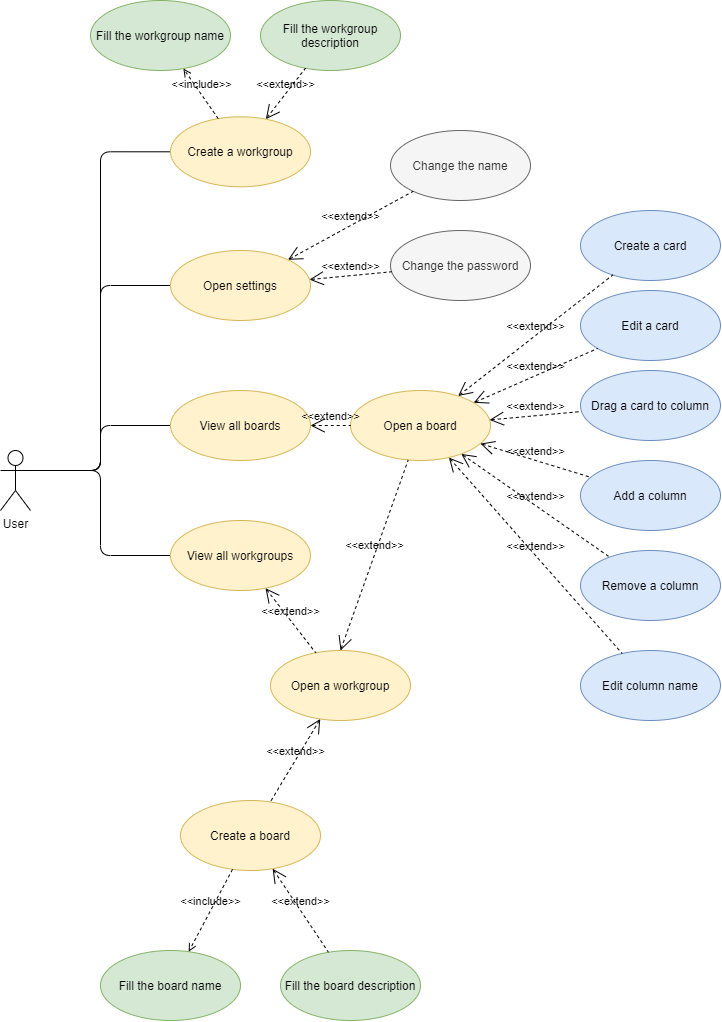 Fill the workgroup name
Fill the workgroup
description
<<include>>
<<extend>>
Create a workgroup
Change the name
<<extend>>
Open settings
<<extend>>
Change the password
Create a card
<<extend>>
Edit a card
<<extend>>
Drag a card to column
<<extend>>
View all boards
<<extend>>
Open a board
<<extend>>
Add a column
<<extend>>
User
<<extend>>
View all workgroups
<<extend>>
Remove a column
<<extend>>
Open a workgroup
Edit column name
<<extend>>
Create a board
<<include>>
<<extend>>
Fill the board name
Fill the board description